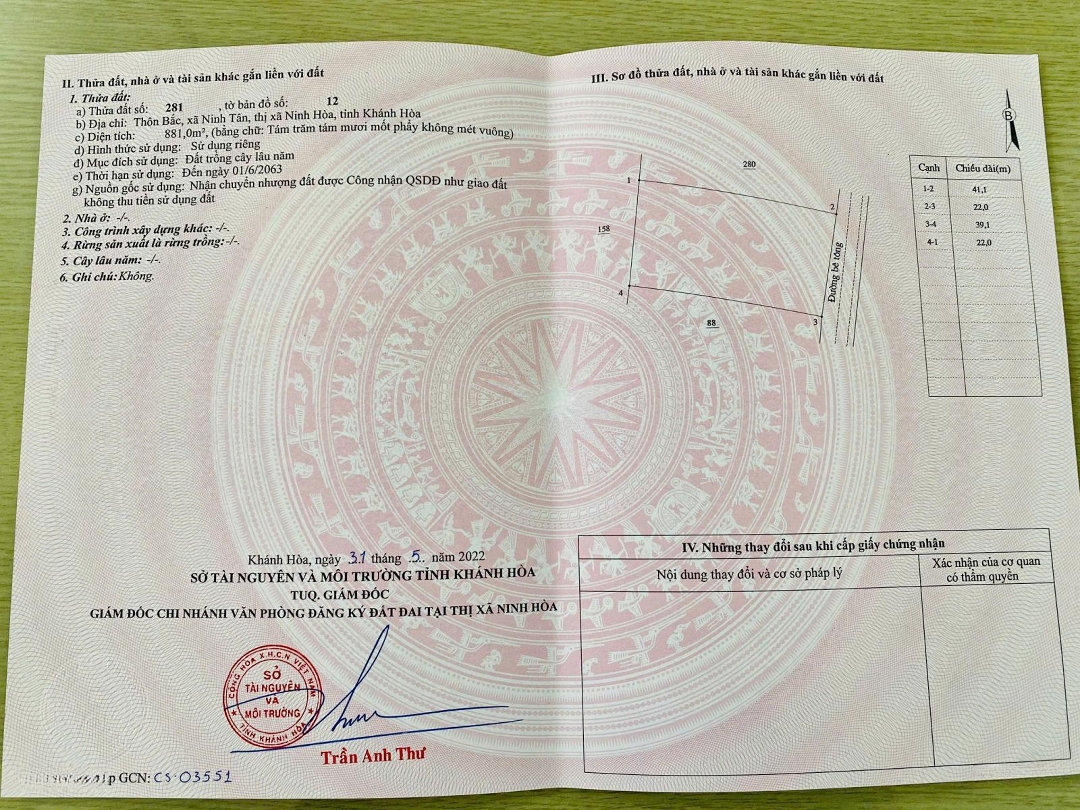 II. Thửa đất, nhà ở và tài sản khác gắn liền với đất
1. Thửa đất:
a) Thửa đất số: 281 , tờ bản đồ số: 12
b) Địa chỉ: Thôn Bắc, xã Ninh Tân, thị xã Ninh Hòa, tỉnh Khánh Hòa
c) Diện tích: 881,0m², (bằng chữ: Tám trăm tám mươi mốt phẩy không mét vuông)
d) Hình thức sử dụng: Sử dụng riêng
đ) Mục đích sử dụng: Đất trồng cây lâu năm
e) Thời hạn sử dụng: Đến ngày 01/6/2063
g) Nguồn gốc sử dụng: Nhận chuyển nhượng đất được Công nhận QSDĐ như giao đất
không thu tiền sử dụng đất
2. Nhà ở: -/-.
3. Công trình xây dựng khác: -/-.
4. Rừng sản xuất là rừng trồng: -/-.
5. Cây lâu năm: -/-.
6. Ghi chú: Không.
Khánh Hòa, ngày 31 tháng 5. năm 2022
SỞ TÀI NGUYÊN VÀ MÔI TRƯỜNG TỈNH KHÁNH HÒA
TUQ. GIÁM ĐỐC
GIÁM ĐỐC CHI NHÁNH VĂN PHÒNG ĐĂNG KÝ ĐẤT ĐAI TẠI THỊ XÃ NINH HÒA
CỘNG HÒA X.H.C.N VIỆT NAM
SỞ
TÀI NGUYÊN
VÀ
MÔI TRƯỜNG
TỈNH KHÁNH HÒA
Trần Anh Thư
GCN: CS 03551
III. Sơ đồ thửa đất, nhà ở và tài sản khác gắn liền với đất
B
280
1
2
158
Đường bê tông
4
3
88
Cạnh Chiều dài(m)
1-2 41,1
2-3 22,0
3-4 39,1
4-1 22,0
IV. Những thay đổi sau khi cấp giấy chứng nhận
Nội dung thay đổi và cơ sở pháp lý
Xác nhận của cơ quan
có thẩm quyền